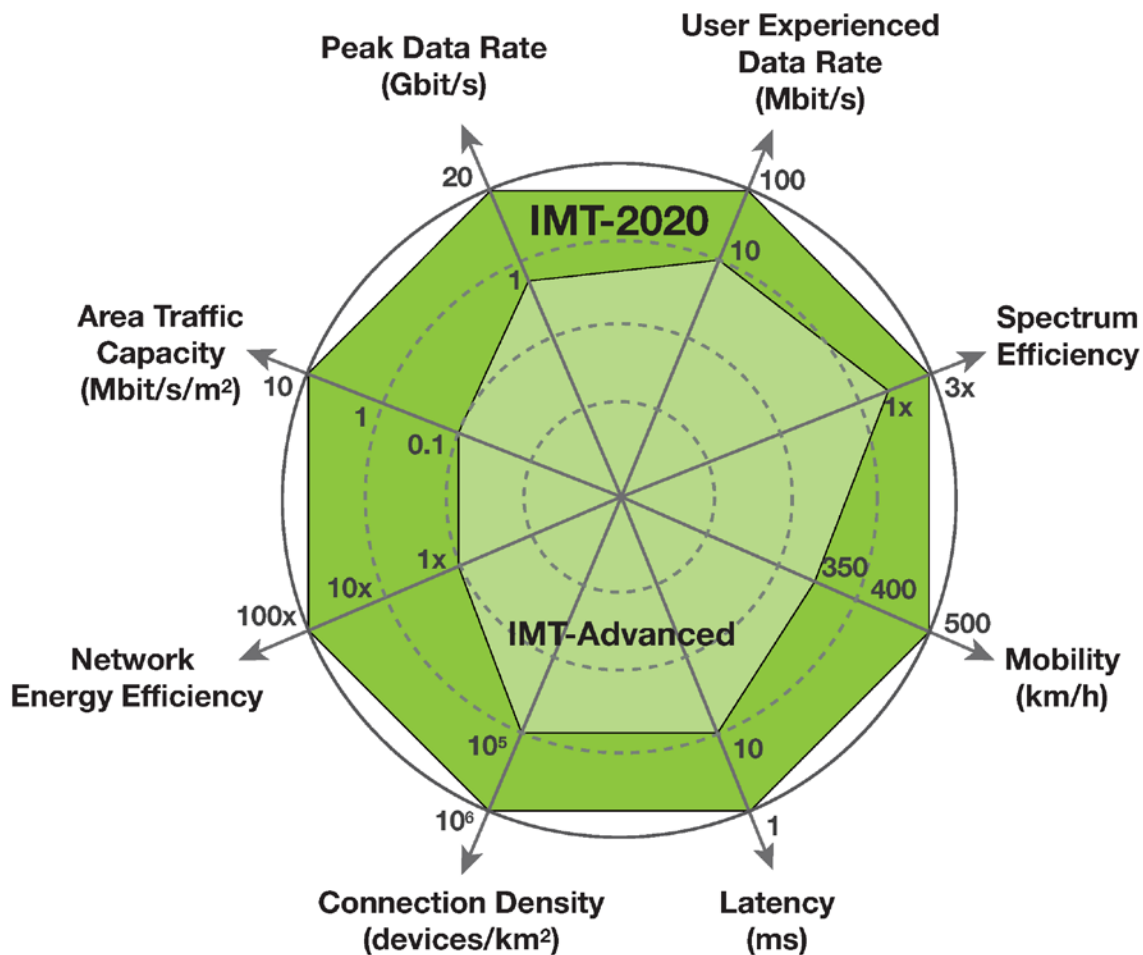 Peak Data Rate
(Gbit/s)
User Experienced
Data Rate
(Mbit/s)
20
100
IMT-2020
10
1
Area Traffic
Capacity
(Mbit/s/m²)
Spectrum
Efficiency
10
3x
1
1x
0.1
1x
350
10x
400
100x
500
IMT-Advanced
Network
Energy Efficiency
Mobility
(km/h)
10⁵
10
10⁶
1
Connection Density
(devices/km²)
Latency
(ms)